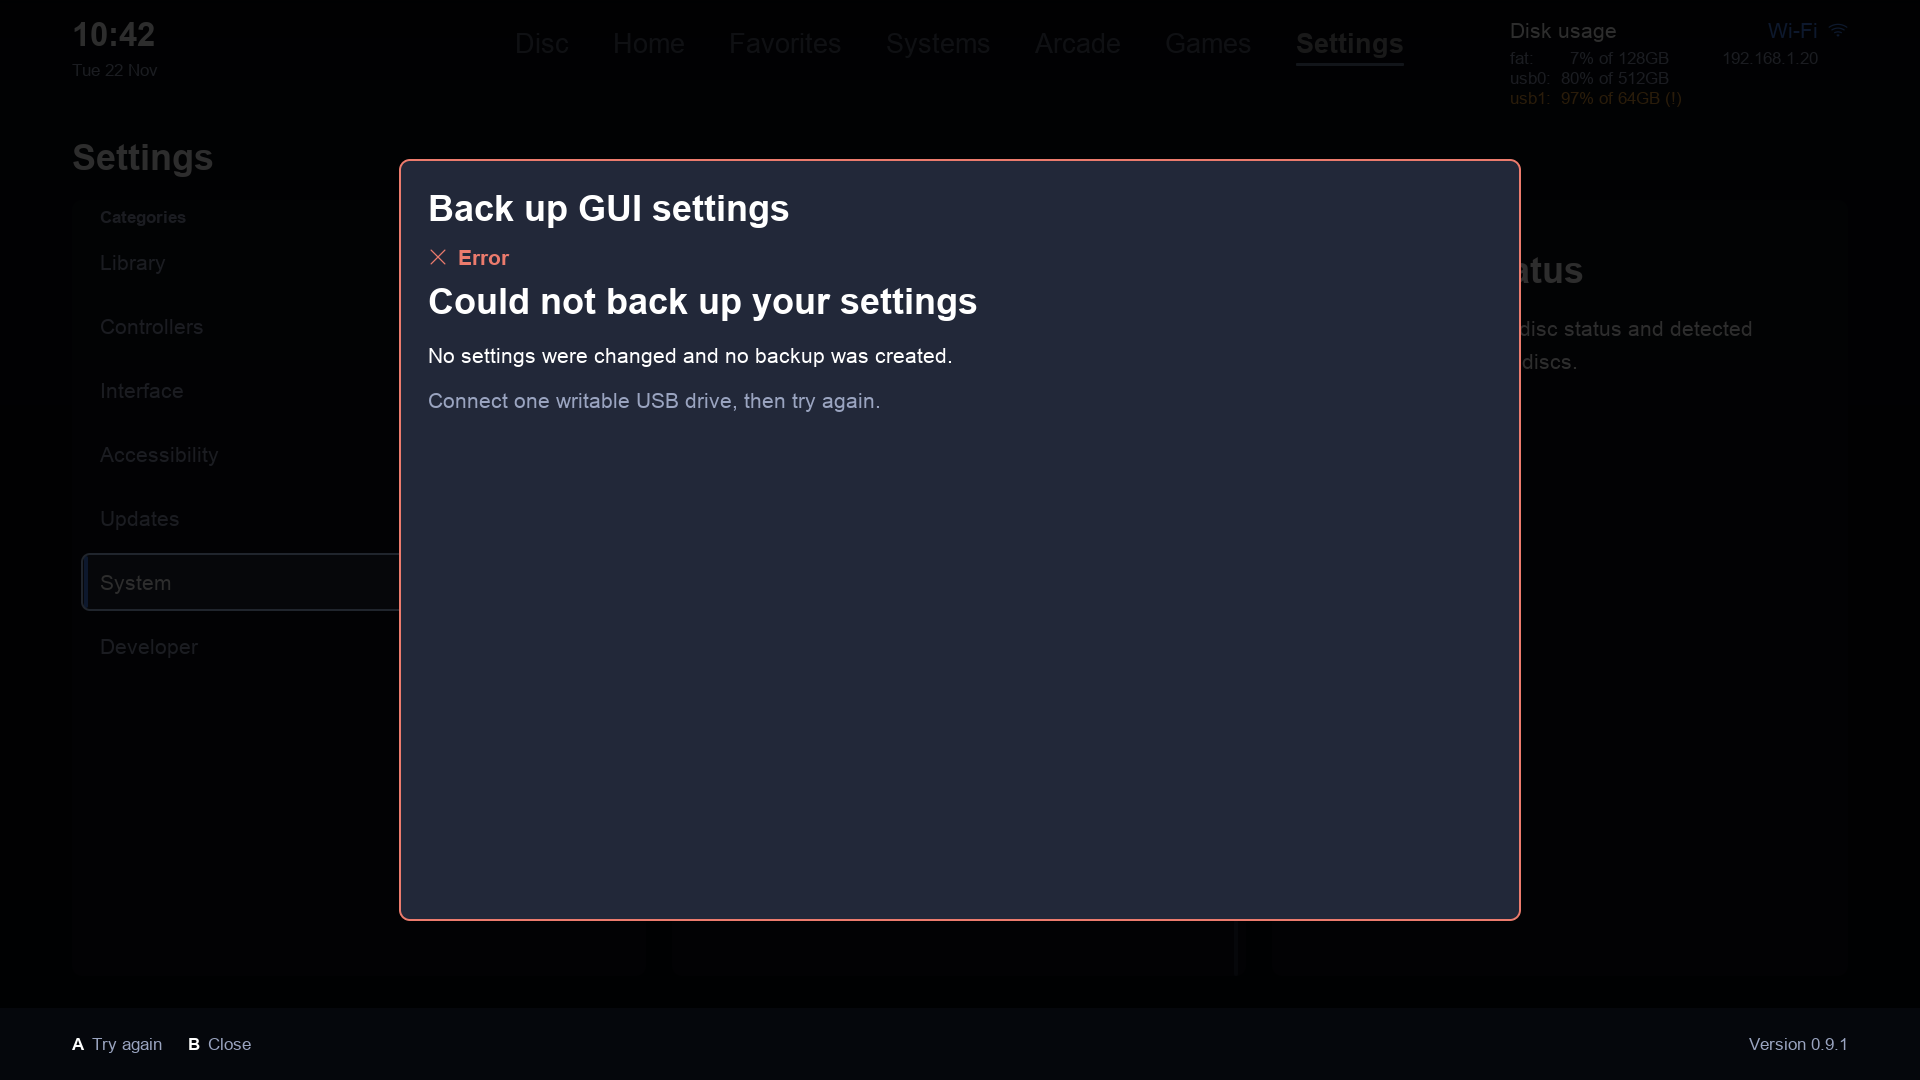 10:42
Tue 22 Nov
Disc Home Favorites Systems Arcade Games Settings
Disk usage
fat: 7% of 128GB
usb0: 80% of 512GB
usb1: 97% of 64GB (!)
Wi-Fi
192.168.1.20
Settings
Categories
Library
Controllers
Interface
Accessibility
Updates
System
Developer
Back up GUI settings
Error
Could not back up your settings
No settings were changed and no backup was created.
Connect one writable USB drive, then try again.
atus
disc status and detected
discs.
A Try again B Close
Version 0.9.1